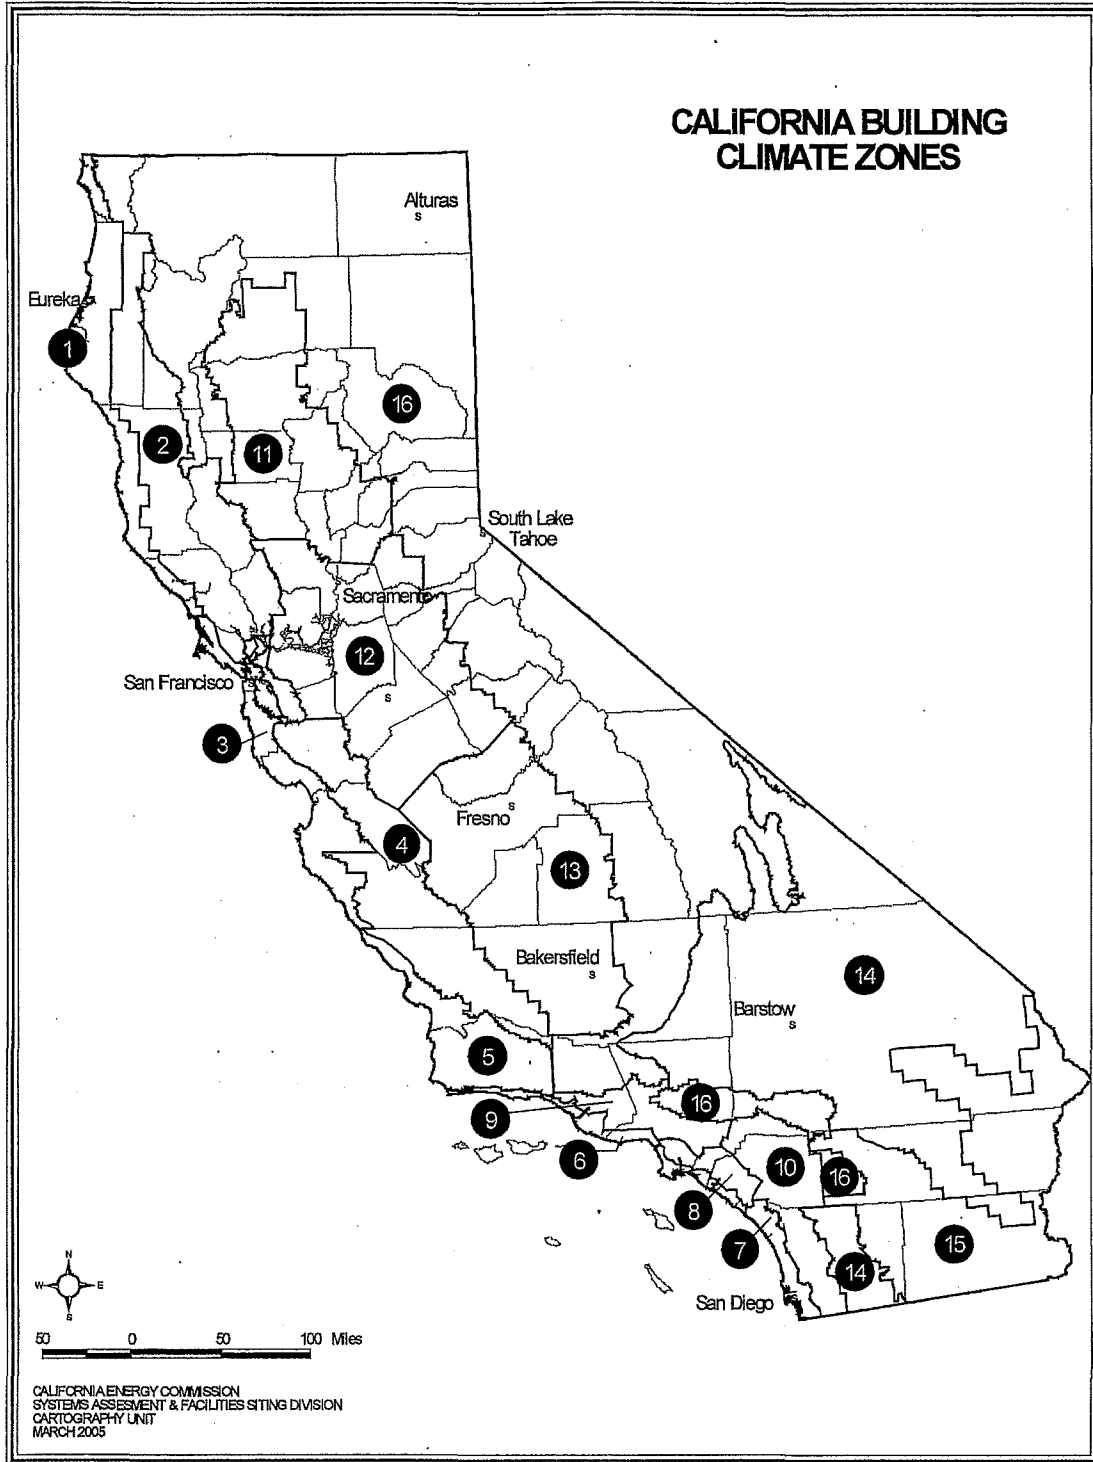 CALIFORNIA BUILDING
CLIMATE ZONES
Alturas
s
Eureka
1
16
2
11
South Lake
Tahoe
Sacramento
12
San Francisco
s
s
3
Fresno
s
4
13
Bakersfield
s
14
Barstow
s
5
16
9
6
10
16
8
7
15
14
San Diego
N
W
E
S
50 0 50 100 Miles
CALIFORNIA ENERGY COMMISSION
SYSTEMS ASSESMENT & FACILITIES SITING DIVISION
CARTOGRAPHY UNIT
MARCH 2005